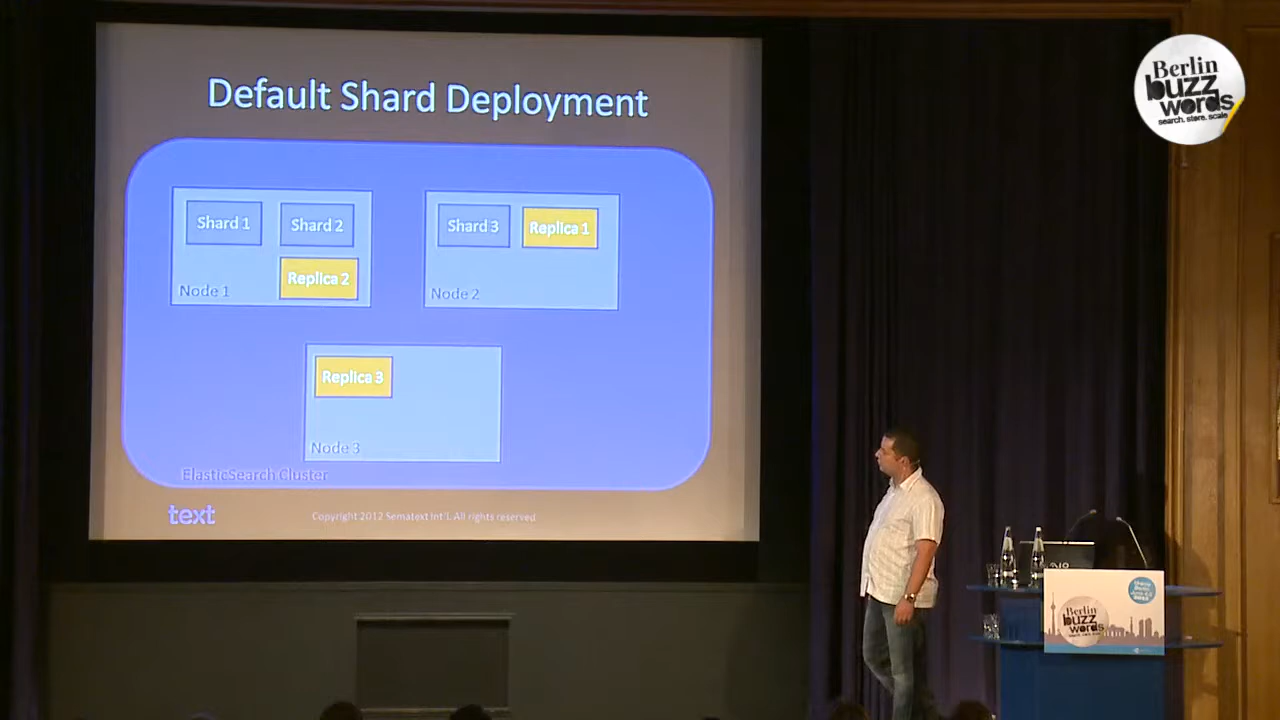 Default Shard Deployment
Shard 1
Shard 2
Replica 2
Node 1
Shard 3
Replica 1
Node 2
Replica 3
Node 3
ElasticSearch Cluster
text
Copyright 2012 Sematext Int'l. All rights reserved
Berlin
buzz
words
search. store. scale
Berlin
buzz
words